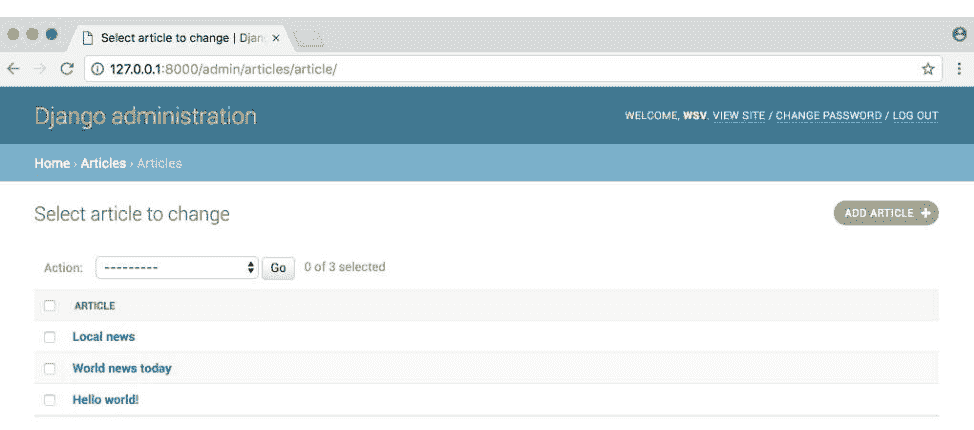 Select article to change | Djan
127.0.0.1:8000/admin/articles/article/
Django administration
WELCOME, WSV. VIEW SITE / CHANGE PASSWORD / LOG OUT
Home › Articles › Articles
Select article to change
ADD ARTICLE +
Action: --------- Go 0 of 3 selected
ARTICLE
Local news
World news today
Hello world!